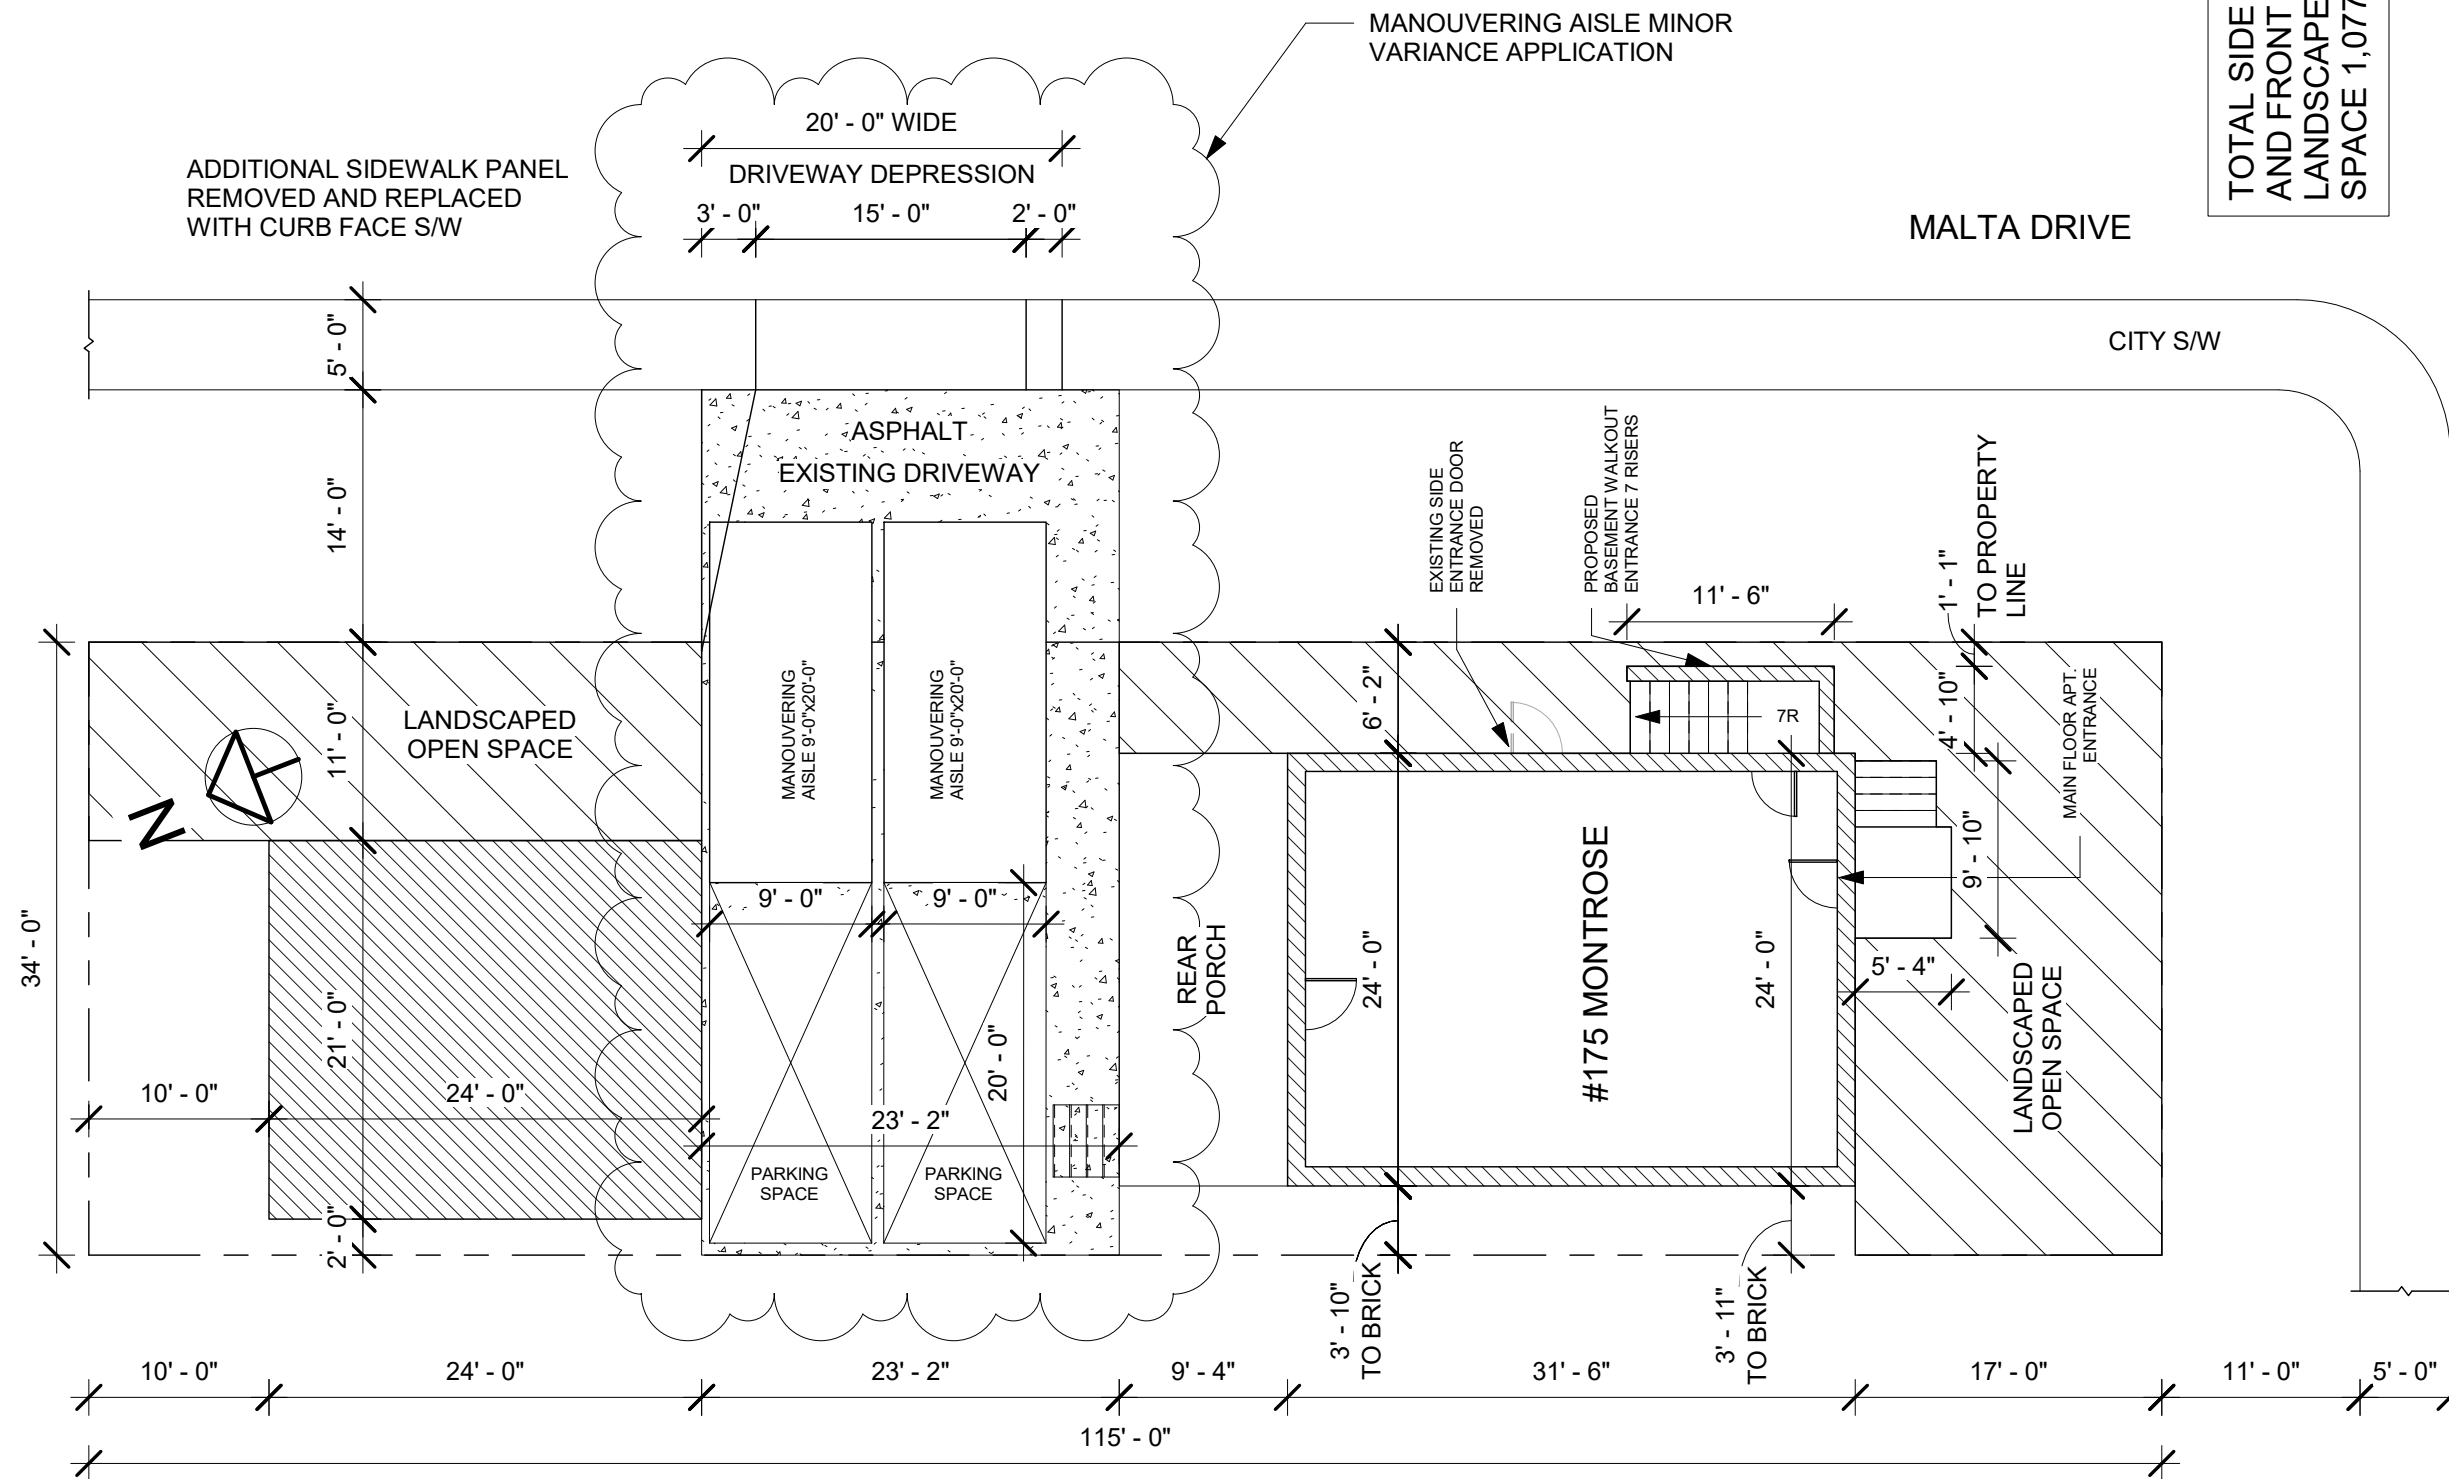 MANOUVERING AISLE MINOR
VARIANCE APPLICATION
TOTAL SIDE
AND FRONT
LANDSCAPE
SPACE 1,077
20' - 0" WIDE
DRIVEWAY DEPRESSION
3' - 0"
15' - 0"
2' - 0"
ADDITIONAL SIDEWALK PANEL
REMOVED AND REPLACED
WITH CURB FACE S/W
MALTA DRIVE
CITY S/W
5' - 0"
14' - 0"
ASPHALT
EXISTING DRIVEWAY
EXISTING SIDE
ENTRANCE DOOR
REMOVED
PROPOSED
BASEMENT WALKOUT
ENTRANCE 7 RISERS
11' - 6"
1' - 1"
TO PROPERTY
LINE
34' - 0"
11' - 0"
LANDSCAPED
OPEN SPACE
N
MANOUVERING
AISLE 9'-0"x20'-0"
MANOUVERING
AISLE 9'-0"x20'-0"
6' - 2"
7R
4' - 10"
MAIN FLOOR APT.
ENTRANCE
9' - 0"
9' - 0"
REAR
PORCH
24' - 0"
#175 MONTROSE
24' - 0"
9' - 10"
5' - 4"
LANDSCAPED
OPEN SPACE
21' - 0"
10' - 0"
24' - 0"
20' - 0"
23' - 2"
PARKING
SPACE
PARKING
SPACE
2' - 0"
3' - 10"
TO BRICK
3' - 11"
TO BRICK
10' - 0"
24' - 0"
23' - 2"
9' - 4"
31' - 6"
17' - 0"
11' - 0"
5' - 0"
115' - 0"